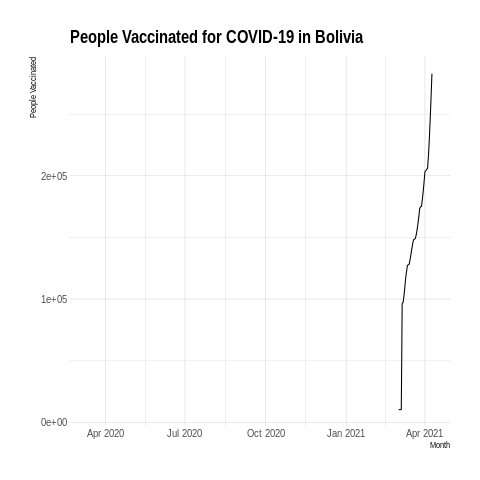 People Vaccinated for COVID-19 in Bolivia
People Vaccinated
2e+05
1e+05
0e+00
Apr 2020 Jul 2020 Oct 2020 Jan 2021 Apr 2021
Month